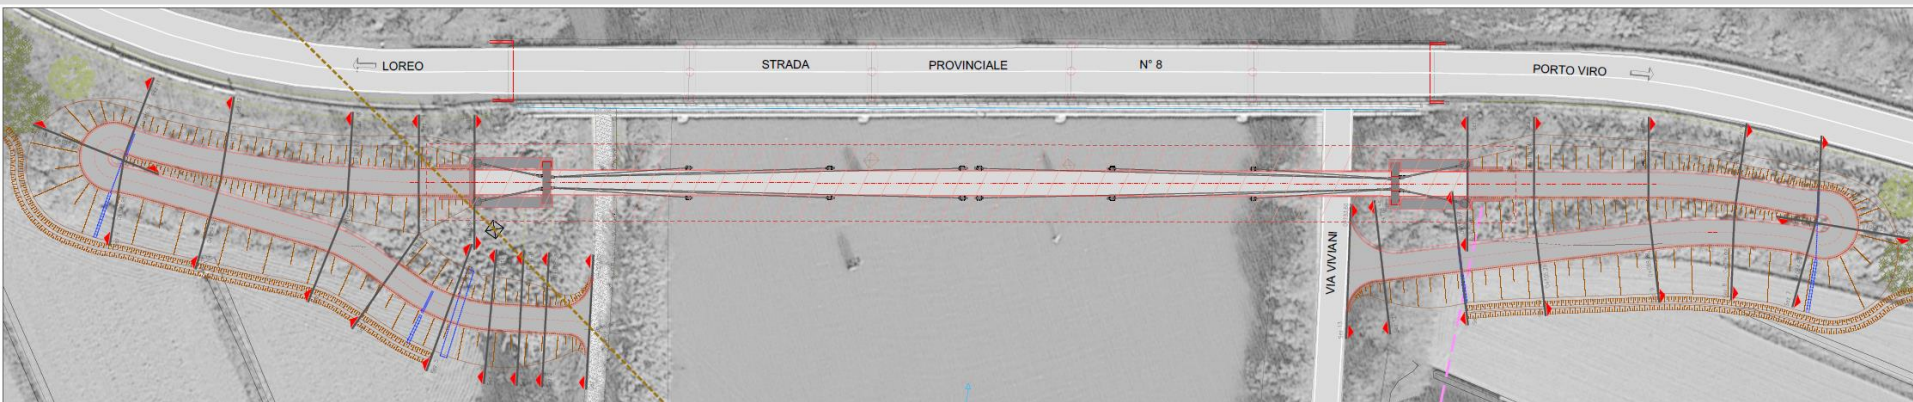 LOREO
STRADA
PROVINCIALE
N° 8
PORTO VIRO
VIA VIVIANI